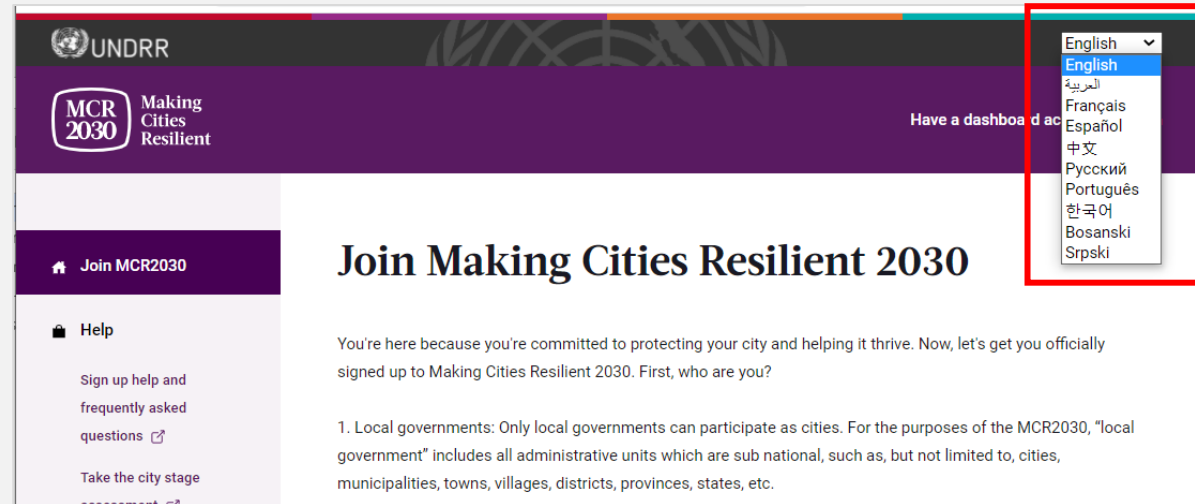 UNDRR
English
English
العربية
Français
Español
中文
Русский
Português
한국어
Bosanski
Srpski
MCR
2030
Making
Cities
Resilient
Have a dashboard
Join MCR2030
Help
Sign up help and
frequently asked
questions
Take the city stage
Join Making Cities Resilient 2030
You're here because you're committed to protecting your city and helping it thrive. Now, let's get you officially
signed up to Making Cities Resilient 2030. First, who are you?
1. Local governments: Only local governments can participate as cities. For the purposes of the MCR2030, “local
government” includes all administrative units which are sub national, such as, but not limited to, cities,
municipalities, towns, villages, districts, provinces, states, etc.